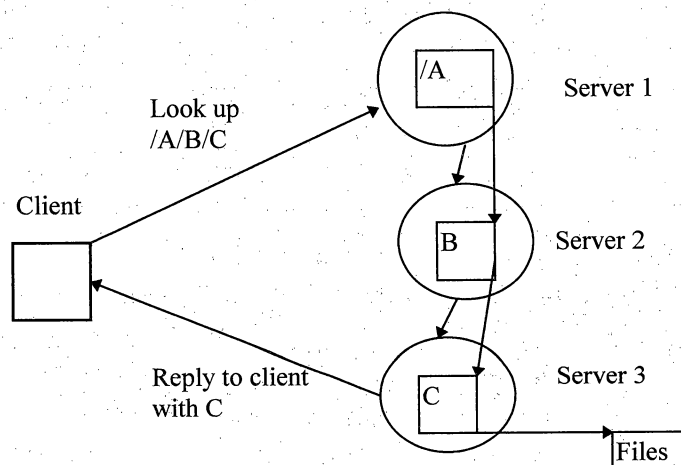 /A
Server 1
Look up
/A/B/C
Client
B
Server 2
Reply to client
with C
C
Server 3
Files